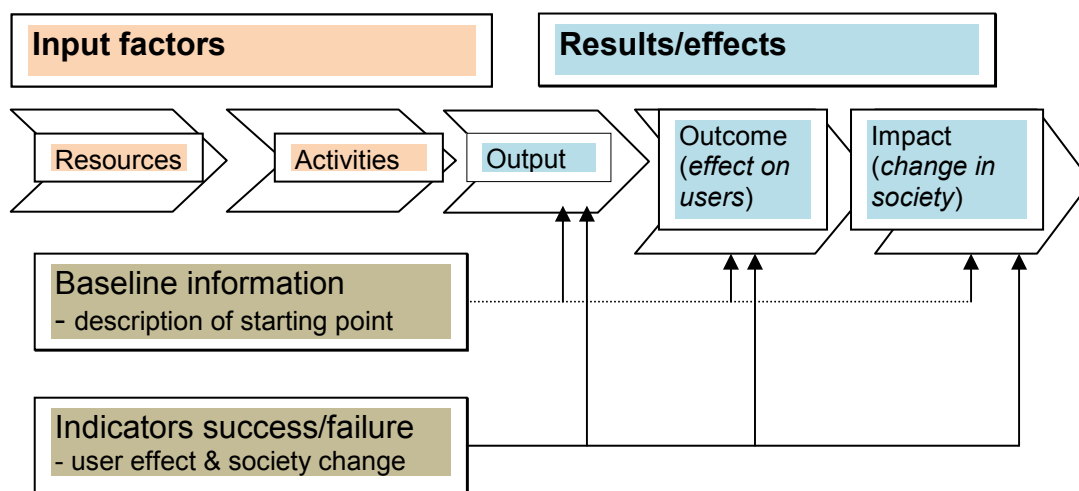 Input factors
Results/effects
Resources
Activities
Output
Outcome
(effect on
users)
Impact
(change in
society)
Baseline information
- description of starting point
Indicators success/failure
- user effect & society change